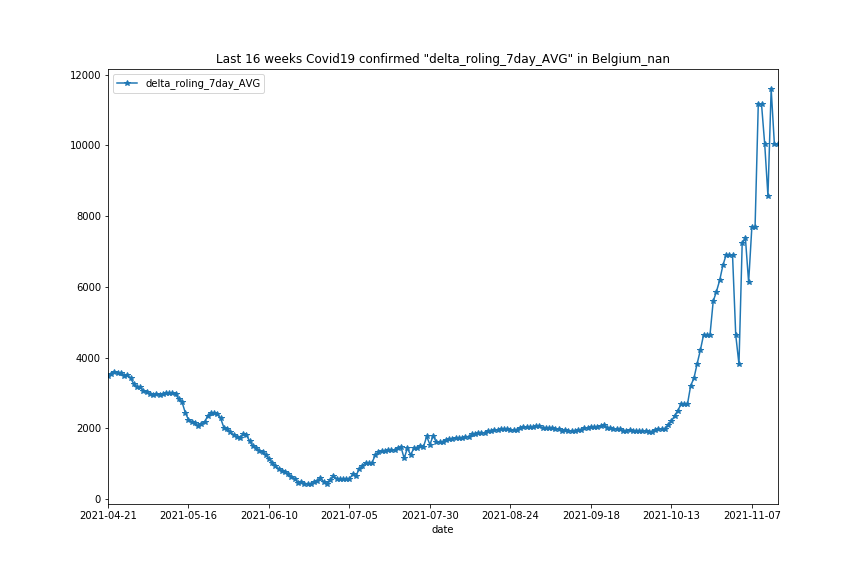 Last 16 weeks Covid19 confirmed "delta_roling_7day_AVG" in Belgium_nan
delta_roling_7day_AVG
12000
10000
8000
6000
4000
2000
0
2021-04-21 2021-05-16 2021-06-10 2021-07-05 2021-07-30 2021-08-24 2021-09-18 2021-10-13 2021-11-07
date